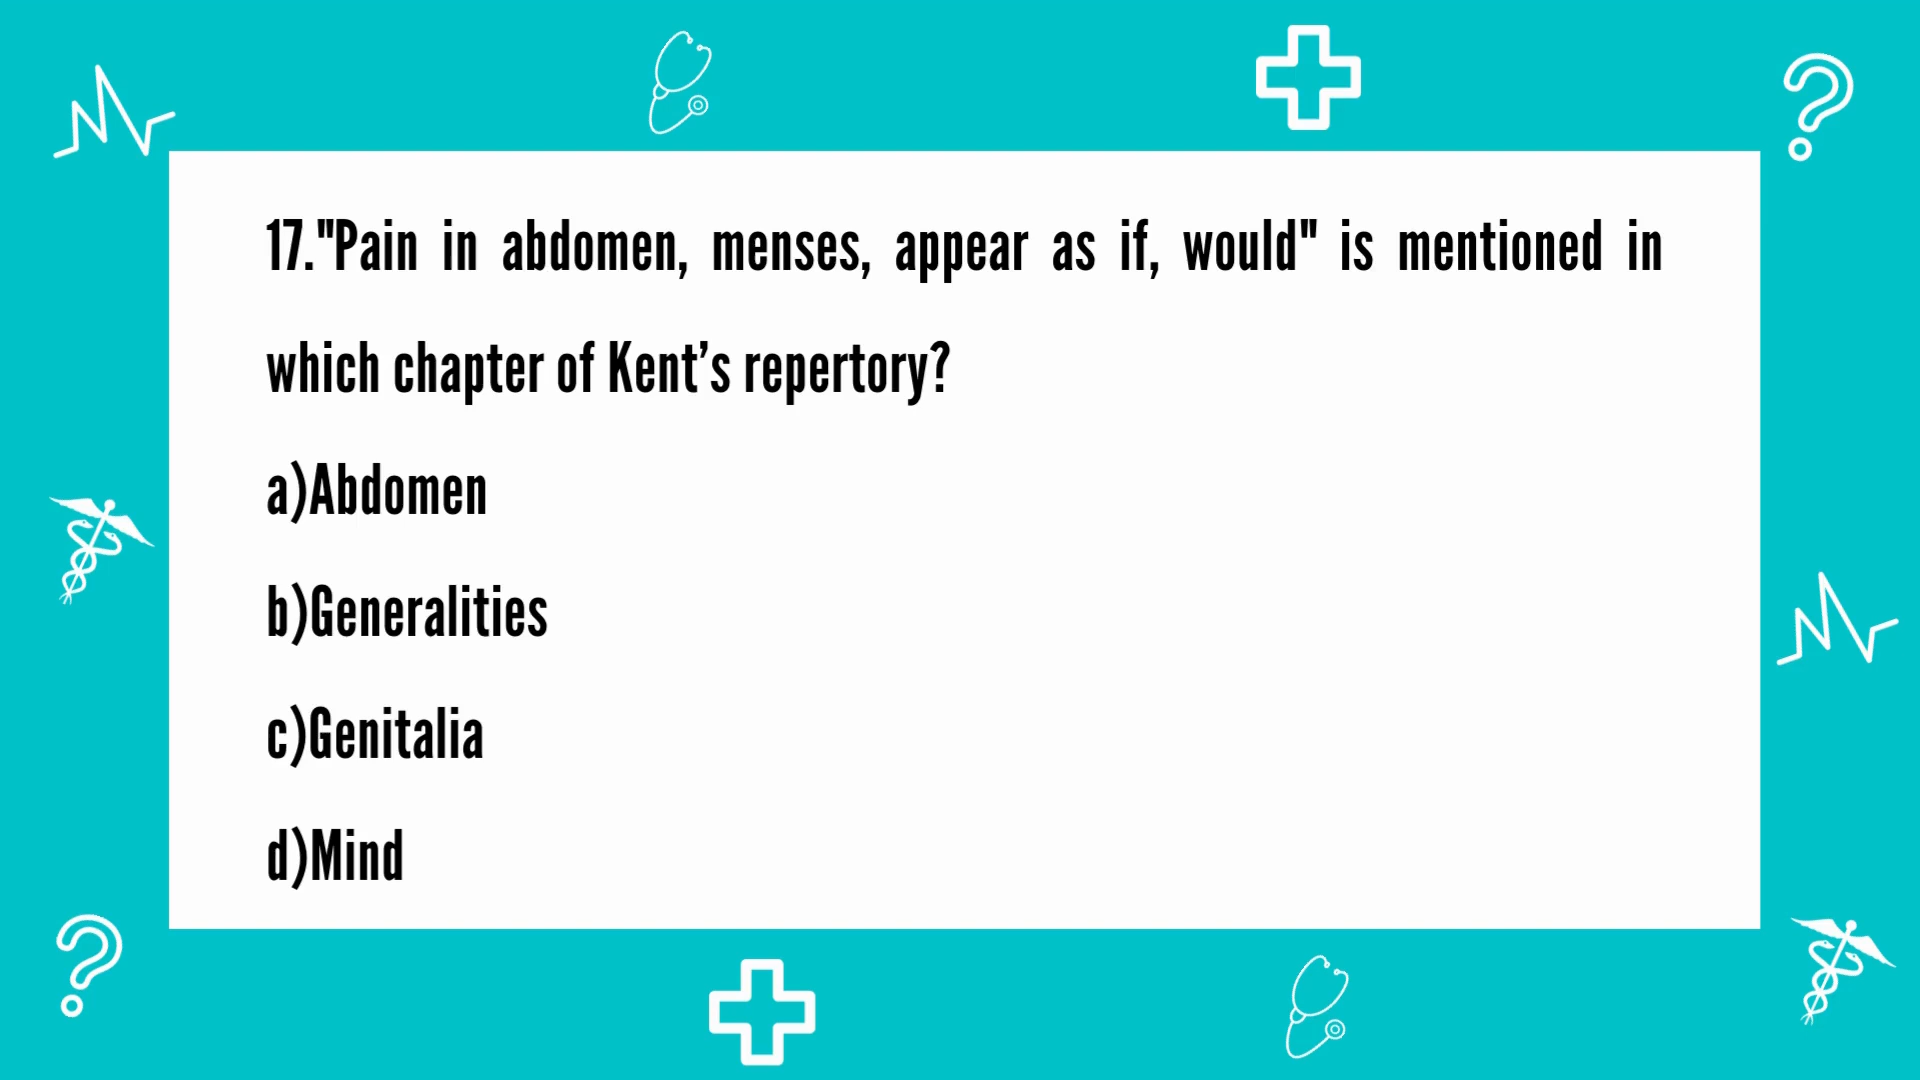 17."Pain in abdomen, menses, appear as if, would" is mentioned in
which chapter of Kent’s repertory?
a)Abdomen
b)Generalities
c)Genitalia
d)Mind